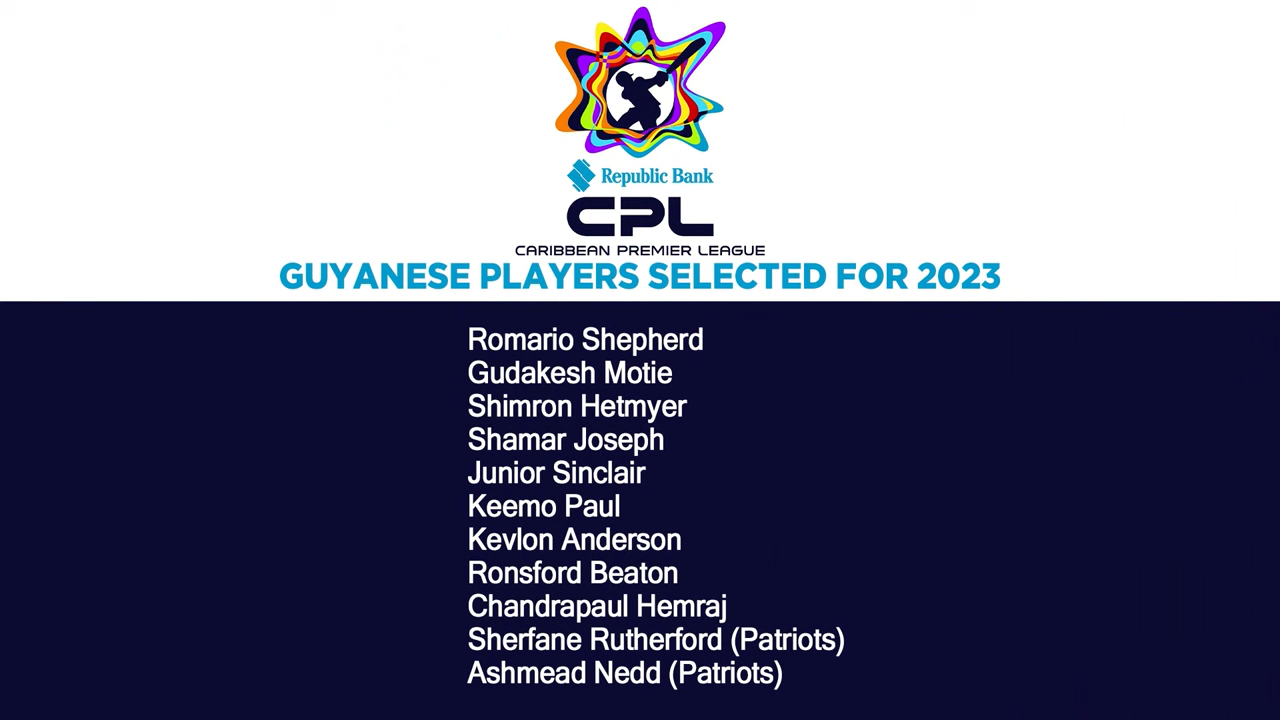 Republic Bank
CPL
CARIBBEAN PREMIER LEAGUE
GUYANESE PLAYERS SELECTED FOR 2023
Romario Shepherd
Gudakesh Motie
Shimron Hetmyer
Shamar Joseph
Junior Sinclair
Keemo Paul
Kevlon Anderson
Ronsford Beaton
Chandrapaul Hemraj
Sherfane Rutherford (Patriots)
Ashmead Nedd (Patriots)